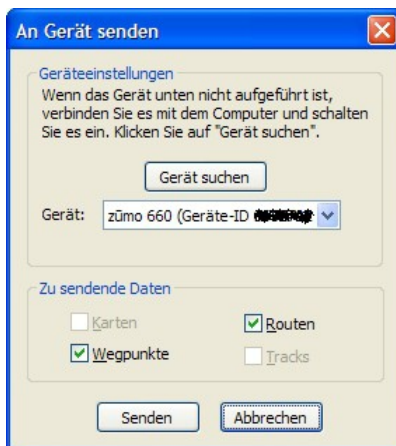 An Gerät senden
Geräteeinstellungen
Wenn das Gerät unten nicht aufgeführt ist,
verbinden Sie es mit dem Computer und schalten
Sie es ein. Klicken Sie auf "Gerät suchen".
Gerät suchen
Gerät: zūmo 660 (Geräte-ID
Zu sendende Daten
Karten Routen
Wegpunkte Tracks
Senden Abbrechen